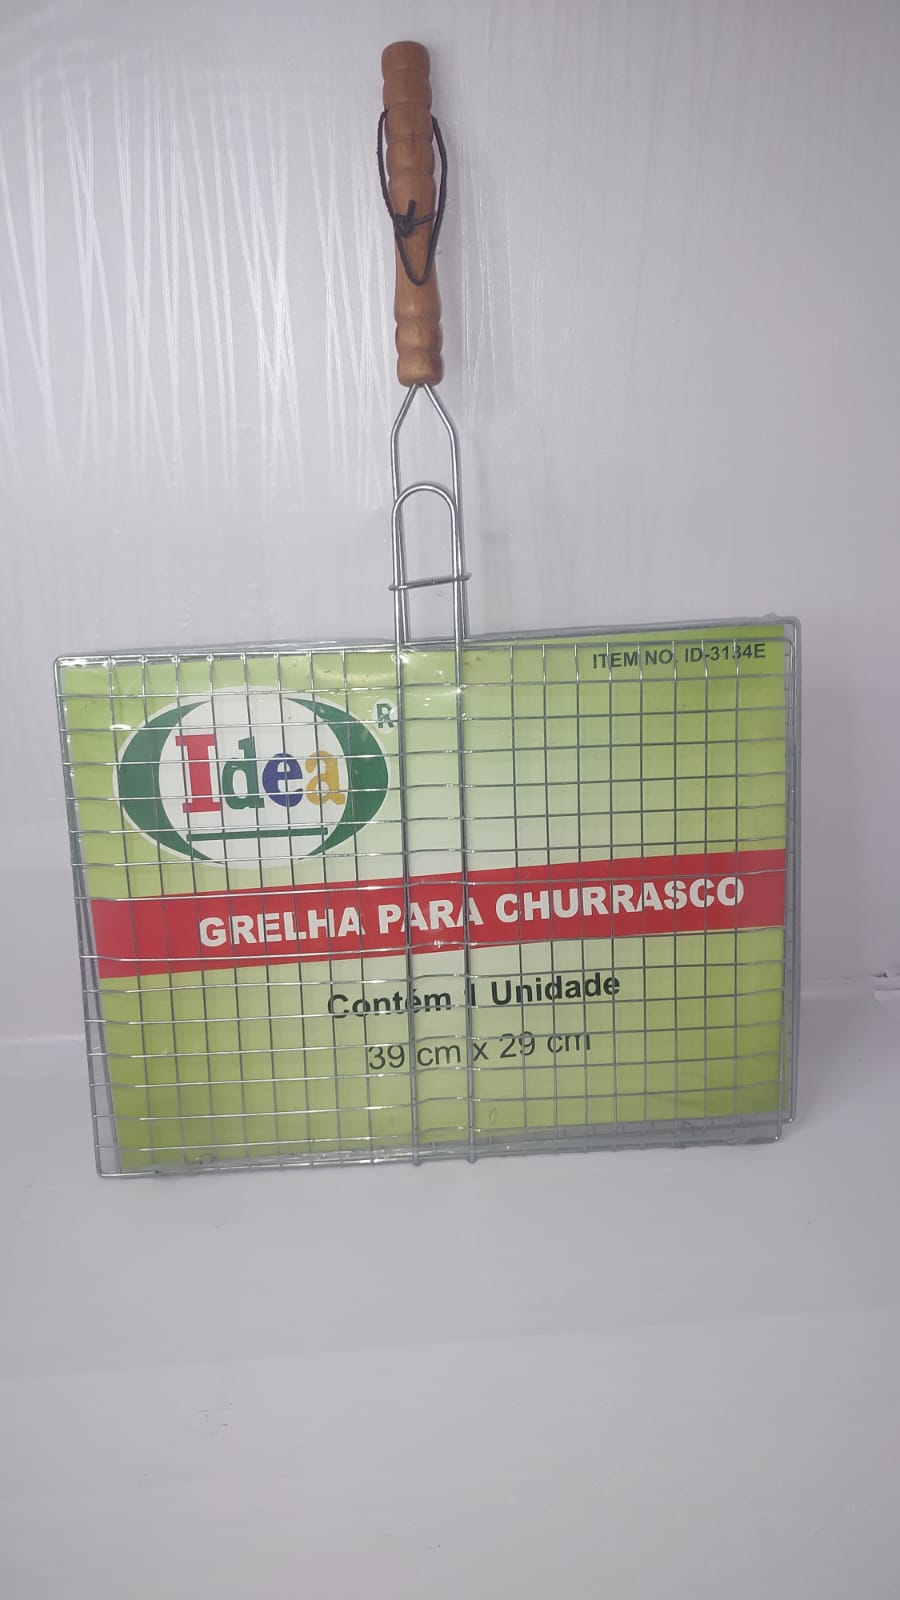 ITEM NO. ID-3134E
Idea
R
GRELHA PARA CHURRASCO
Contém 1 Unidade
39 cm x 29 cm